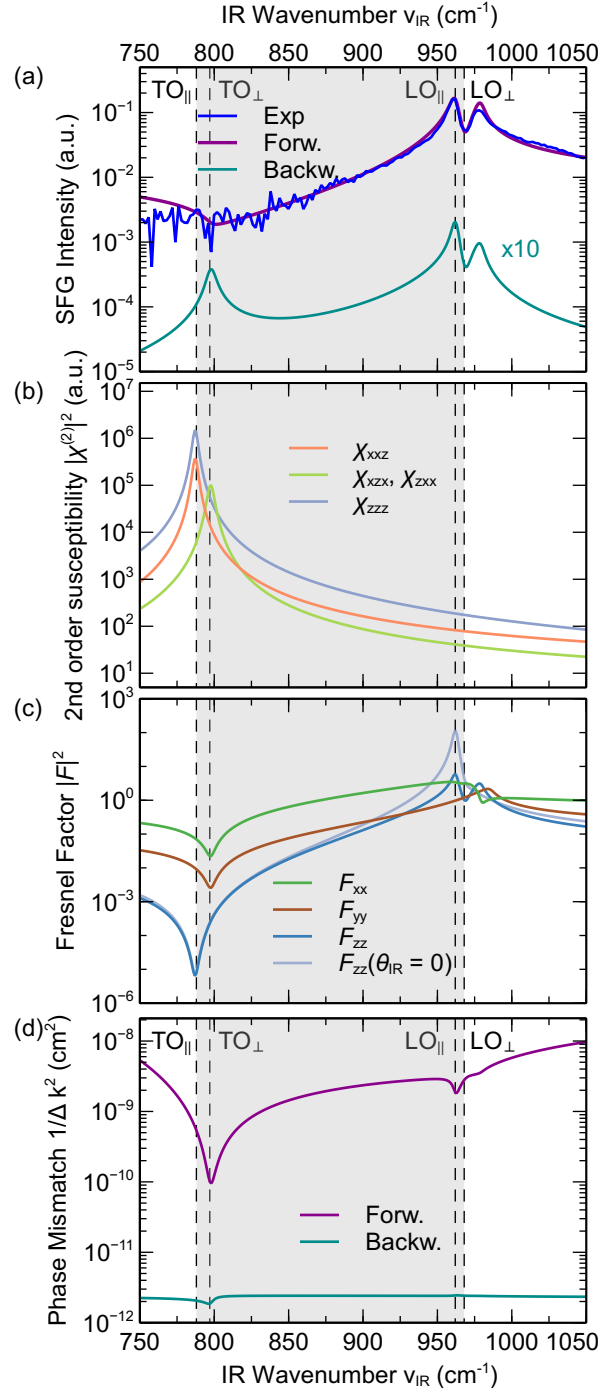 IR Wavenumber v_IR (cm⁻¹)
750 800 850 900 950 1000 1050
(a)
TO∥ TO⊥ LO∥ LO⊥
SFG Intensity (a.u.)
10⁻¹
10⁻²
10⁻³
10⁻⁴
10⁻⁵
Exp
Forw.
Backw.
x10
(b)
2nd order susceptibility |χ⁽²⁾|² (a.u.)
10⁷
10⁶
10⁵
10⁴
10³
10²
10¹
χxxz
χxzx, χzxx
χzzz
(c)
Fresnel Factor |F|²
10³
10⁰
10⁻³
10⁻⁶
Fxx
Fyy
Fzz
Fzz(θIR = 0)
(d)
TO∥ TO⊥ LO∥ LO⊥
Phase Mismatch 1/Δ k² (cm²)
10⁻⁸
10⁻⁹
10⁻¹⁰
10⁻¹¹
10⁻¹²
Forw.
Backw.
750 800 850 900 950 1000 1050
IR Wavenumber v_IR (cm⁻¹)